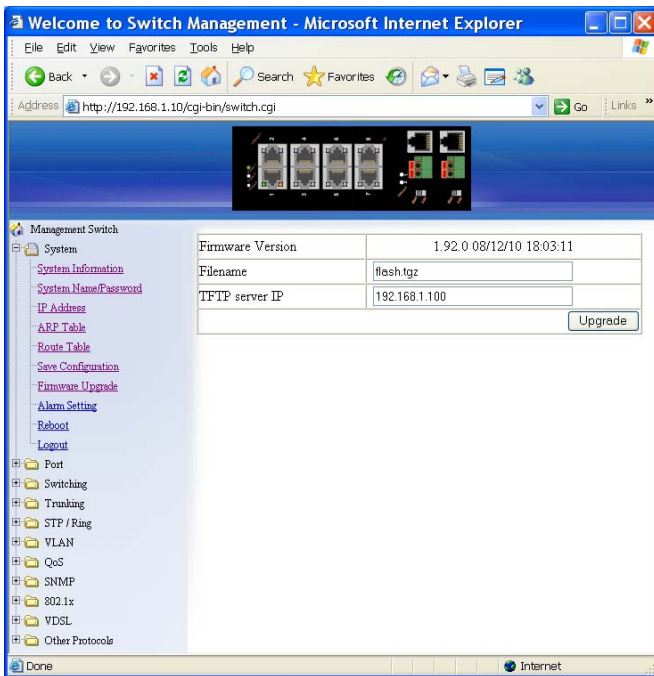 Welcome to Switch Management - Microsoft Internet Explorer
File Edit View Favorites Tools Help
Back Search Favorites
Address http://192.168.1.10/cgi-bin/switch.cgi Go Links »
Management Switch
System
System Information
System Name/Password
IP Address
ARP Table
Route Table
Save Configuration
Firmware Upgrade
Alarm Setting
Reboot
Logout
Port
Switching
Trunking
STP / Ring
VLAN
QoS
SNMP
802.1x
VDSL
Other Protocols
Firmware Version 1.92.0 08/12/10 18:03:11
Filename flash.tgz
TFTP server IP 192.168.1.100
Upgrade
Done Internet